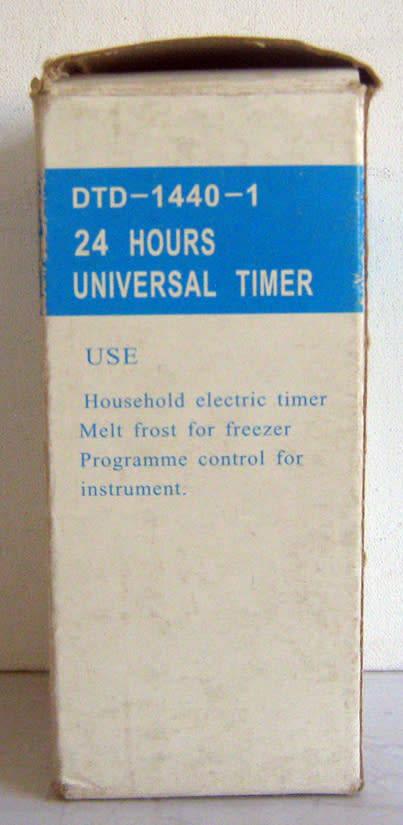 DTD-1440-1
24 HOURS
UNIVERSAL TIMER
USE
Household electric timer
Melt frost for freezer
Programme control for
instrument.